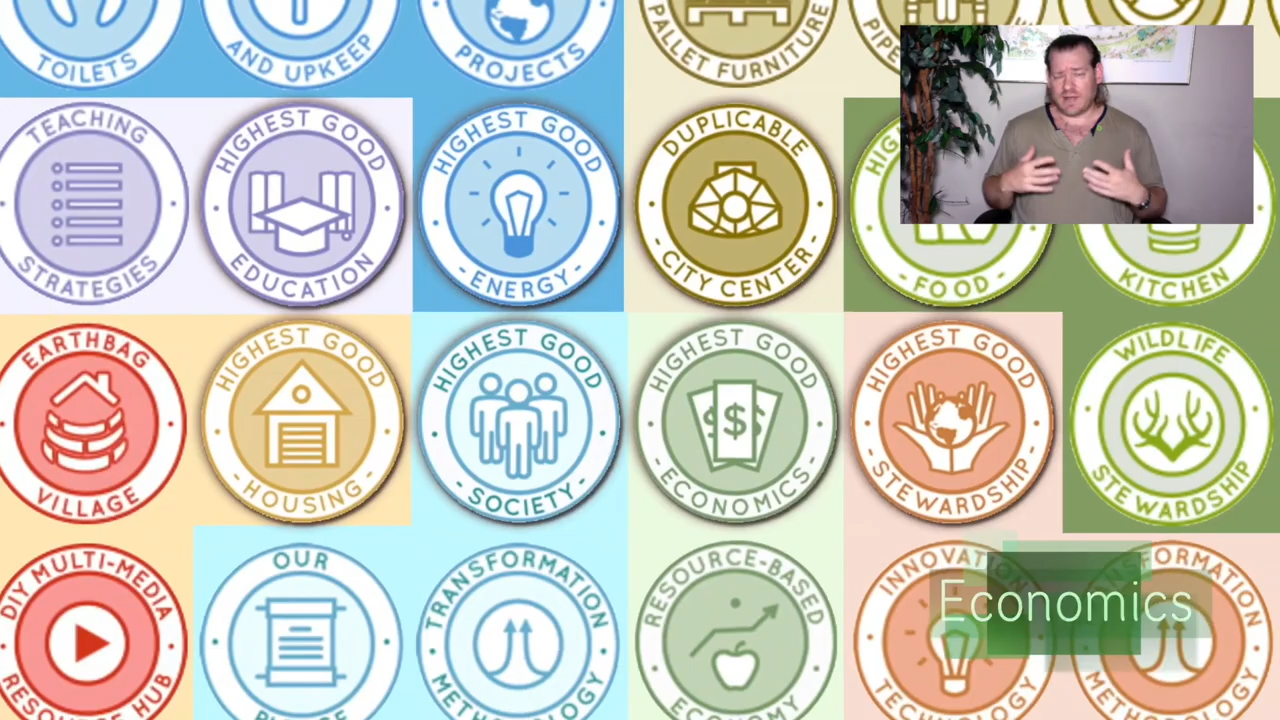 TOILETS
AND UPKEEP
PROJECTS
PALLET FURNITURE
TEACHING
STRATEGIES
HIGHEST GOOD
EDUCATION
HIGHEST GOOD
ENERGY
DUPLICABLE
CITY CENTER
FOOD
KITCHEN
EARTHBAG
VILLAGE
HIGHEST GOOD
HOUSING
HIGHEST GOOD
SOCIETY
HIGHEST GOOD
ECONOMICS
$ $ $
HIGHEST GOOD
STEWARDSHIP
WILDLIFE
STEWARDSHIP
DIY MULTI-MEDIA
RESOURCE HUB
OUR
TRANSFORMATION
METHODOLOGY
RESOURCE-BASED
ECONOMY
TECHNOLOGY
METHODOLOGY
Economics